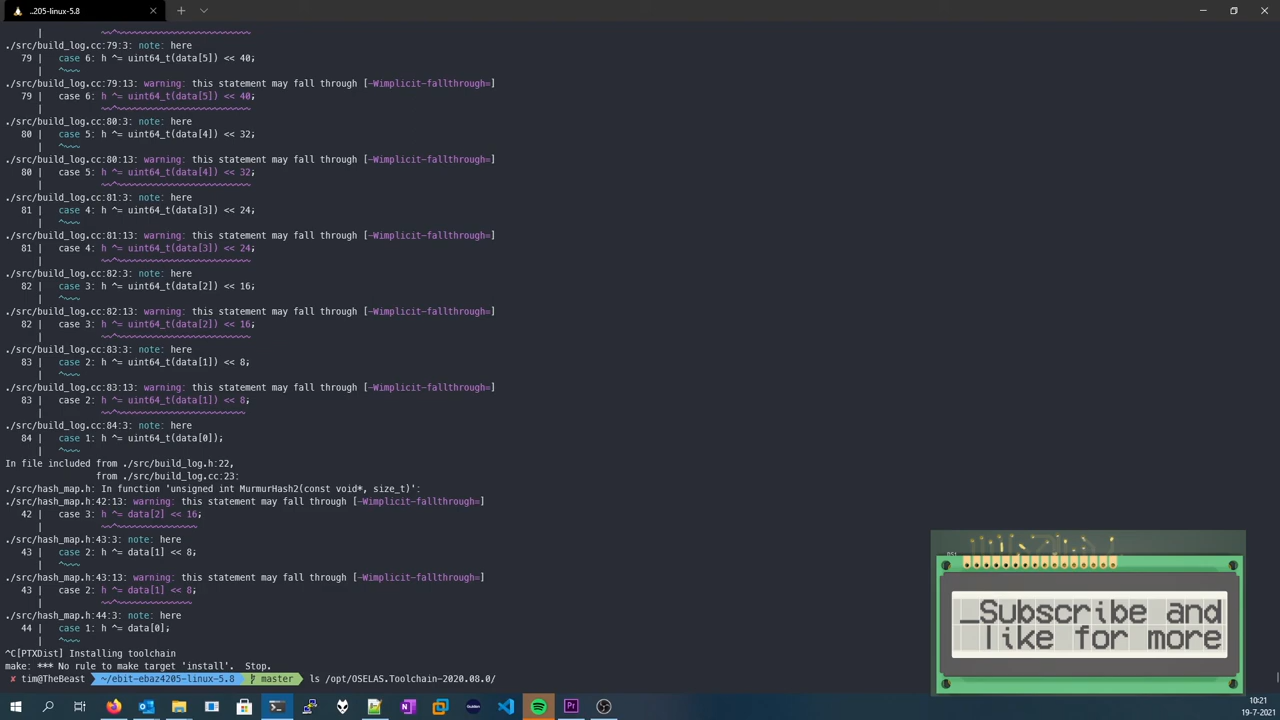 ..205-linux-5.8
./src/build_log.cc:79:3: note: here
79 | case 6: h ^= uint64_t(data[5]) << 40;
| ^~~~
./src/build_log.cc:79:13: warning: this statement may fall through [-Wimplicit-fallthrough=]
79 | case 6: h ^= uint64_t(data[5]) << 40;
| ~~^~~~~~~~~~~~~~~~~~~~~~~~~~
./src/build_log.cc:80:3: note: here
80 | case 5: h ^= uint64_t(data[4]) << 32;
| ^~~~
./src/build_log.cc:80:13: warning: this statement may fall through [-Wimplicit-fallthrough=]
80 | case 5: h ^= uint64_t(data[4]) << 32;
| ~~^~~~~~~~~~~~~~~~~~~~~~~~~~
./src/build_log.cc:81:3: note: here
81 | case 4: h ^= uint64_t(data[3]) << 24;
| ^~~~
./src/build_log.cc:81:13: warning: this statement may fall through [-Wimplicit-fallthrough=]
81 | case 4: h ^= uint64_t(data[3]) << 24;
| ~~^~~~~~~~~~~~~~~~~~~~~~~~~~
./src/build_log.cc:82:3: note: here
82 | case 3: h ^= uint64_t(data[2]) << 16;
| ^~~~
./src/build_log.cc:82:13: warning: this statement may fall through [-Wimplicit-fallthrough=]
82 | case 3: h ^= uint64_t(data[2]) << 16;
| ~~^~~~~~~~~~~~~~~~~~~~~~~~~~
./src/build_log.cc:83:3: note: here
83 | case 2: h ^= uint64_t(data[1]) << 8;
| ^~~~
./src/build_log.cc:83:13: warning: this statement may fall through [-Wimplicit-fallthrough=]
83 | case 2: h ^= uint64_t(data[1]) << 8;
| ~~^~~~~~~~~~~~~~~~~~~~~~~~~
./src/build_log.cc:84:3: note: here
84 | case 1: h ^= uint64_t(data[0]);
| ^~~~
In file included from ./src/build_log.h:22,
from ./src/build_log.cc:23:
./src/hash_map.h: In function 'unsigned int MurmurHash2(const void*, size_t)':
./src/hash_map.h:42:13: warning: this statement may fall through [-Wimplicit-fallthrough=]
42 | case 3: h ^= data[2] << 16;
| ~~^~~~~~~~~~~~~~~~
./src/hash_map.h:43:3: note: here
43 | case 2: h ^= data[1] << 8;
| ^~~~
./src/hash_map.h:43:13: warning: this statement may fall through [-Wimplicit-fallthrough=]
43 | case 2: h ^= data[1] << 8;
| ~~^~~~~~~~~~~~~~~
./src/hash_map.h:44:3: note: here
44 | case 1: h ^= data[0];
| ^~~~
^C[PTXDist] Installing toolchain
make: *** No rule to make target 'install'. Stop.
✘ tim@TheBeast ~/ebit-ebaz4205-linux-5.8 master ls /opt/OSELAS.Toolchain-2020.08.0/
_Subscribe and
like for more
10:21
19-7-2021